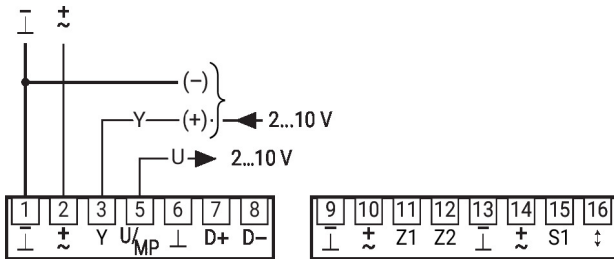 – +
⊥ ~
(–)
Y (+) 2...10 V
U 2...10 V
1 2 3 5 6 7 8 9 10 11 12 13 14 15 16
⊥ ~ Y U/MP ⊥ D+ D– ⊥ ~ Z1 Z2 ⊥ ~ S1 ↕